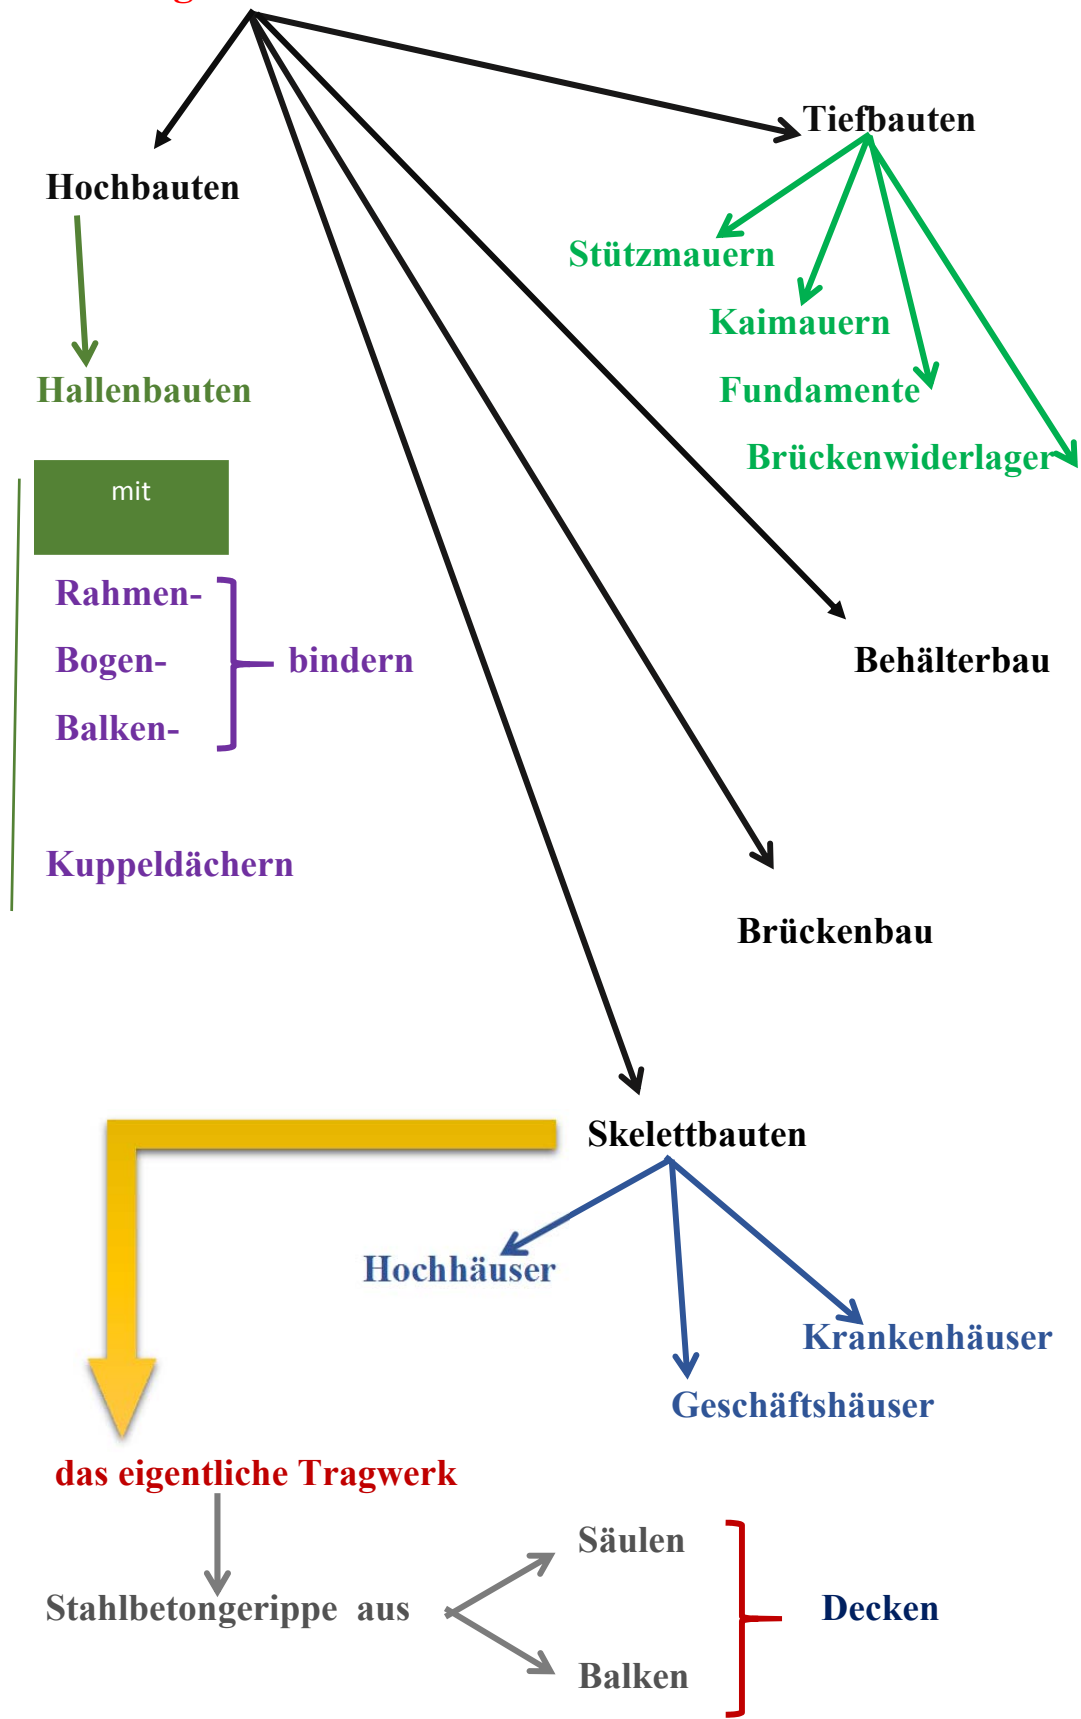 Tiefbauten
Hochbauten
Stützmauern
Kaimauern
Hallenbauten
Fundamente
Brückenwiderlager
mit
Rahmen-
Bogen- bindern
Balken-
Behälterbau
Kuppeldächern
Brückenbau
Skelettbauten
Hochhäuser
Krankenhäuser
Geschäftshäuser
das eigentliche Tragwerk
Säulen
Stahlbetongerippe aus
Decken
Balken